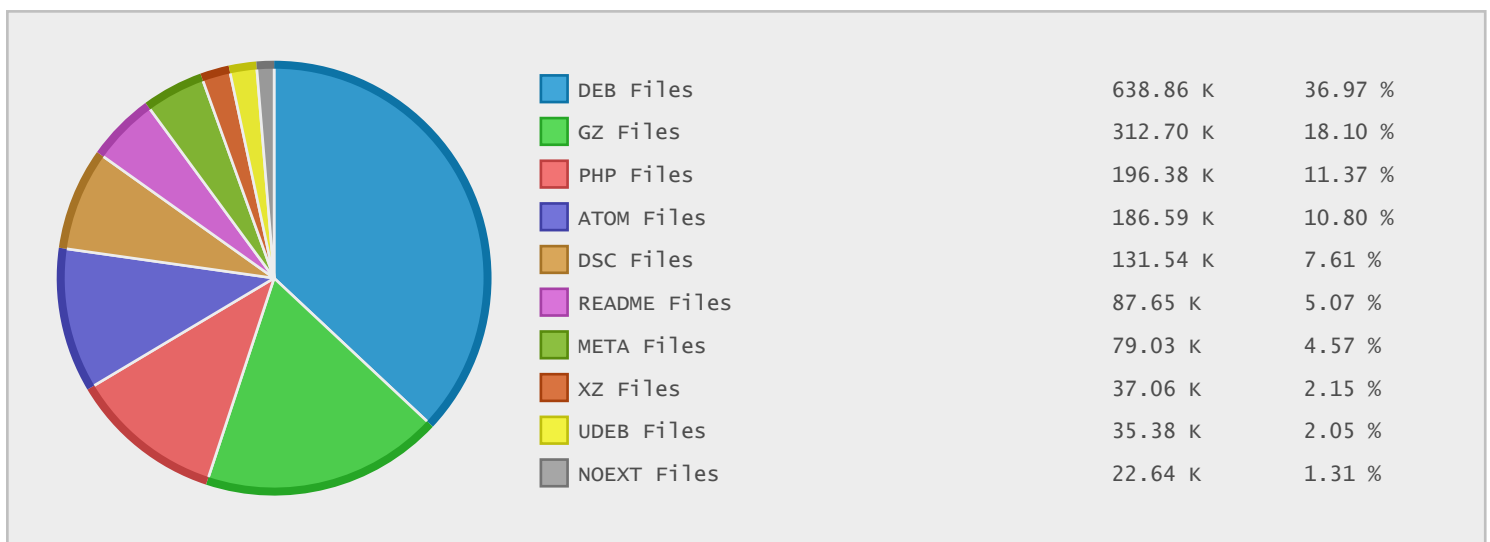 DEB Files 638.86 K 36.97 %
GZ Files 312.70 K 18.10 %
PHP Files 196.38 K 11.37 %
ATOM Files 186.59 K 10.80 %
DSC Files 131.54 K 7.61 %
README Files 87.65 K 5.07 %
META Files 79.03 K 4.57 %
XZ Files 37.06 K 2.15 %
UDEB Files 35.38 K 2.05 %
NOEXT Files 22.64 K 1.31 %